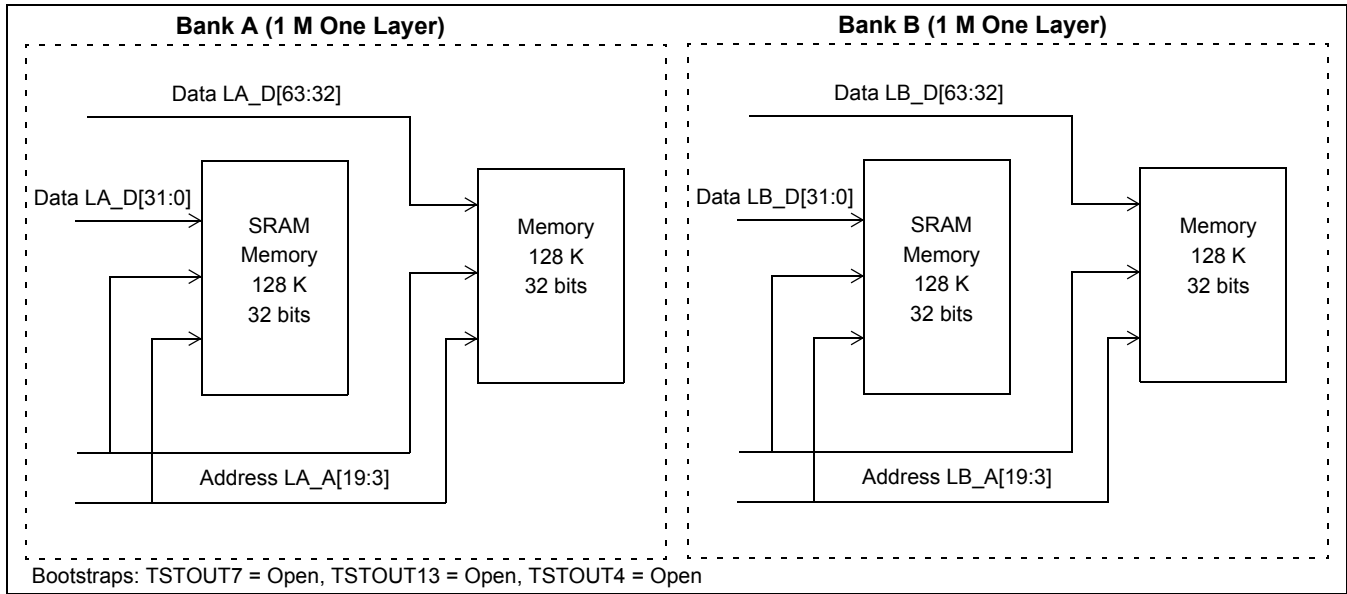 Bank A (1 M One Layer)
Data LA_D[63:32]
Data LA_D[31:0]
SRAM
Memory
128 K
32 bits
Memory
128 K
32 bits
Address LA_A[19:3]
Bank B (1 M One Layer)
Data LB_D[63:32]
Data LB_D[31:0]
SRAM
Memory
128 K
32 bits
Memory
128 K
32 bits
Address LB_A[19:3]
Bootstraps: TSTOUT7 = Open, TSTOUT13 = Open, TSTOUT4 = Open